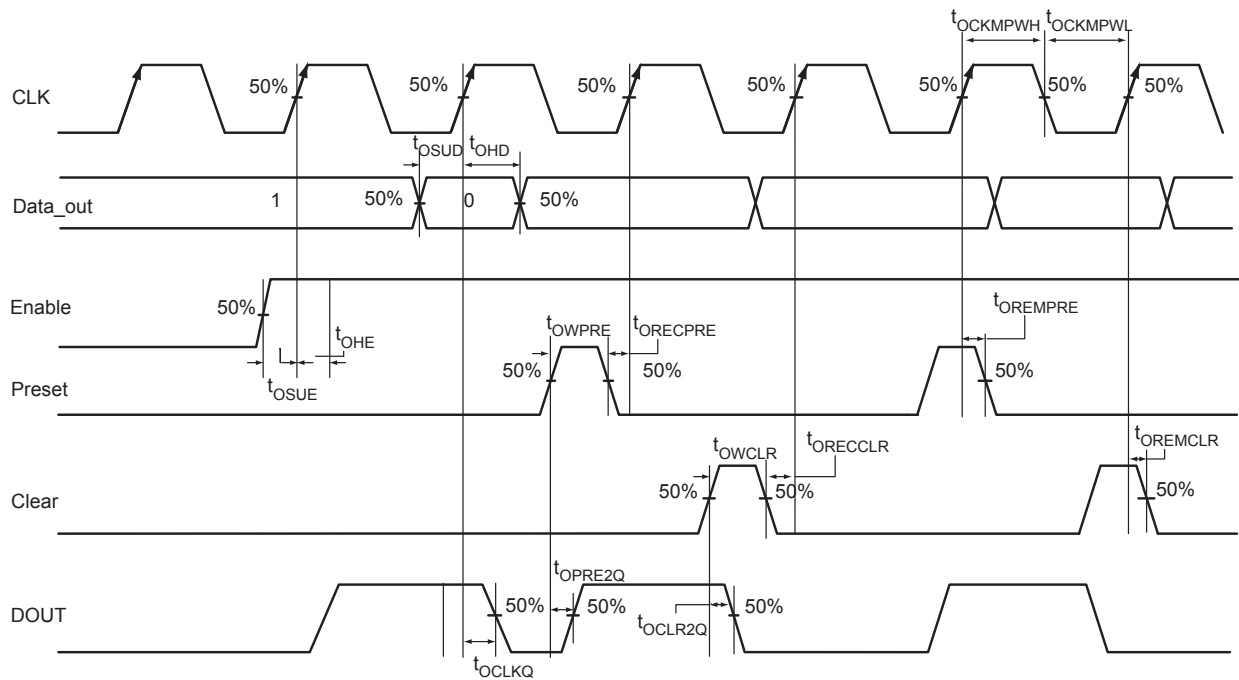 tOCKMPWH tOCKMPWL
CLK
50% 50% 50% 50% 50% 50% 50%
tOSUD tOHD
Data_out
1 50% 0 50%
Enable
50%
tOHE
tOSUE
tOWPRE tORECPRE
tOREMPRE
Preset
50% 50% 50%
tOWCLR tORECCLR
tOREMCLR
Clear
50% 50% 50%
tOPRE2Q
DOUT
50% 50% 50%
tOCLR2Q
tOCLKQ